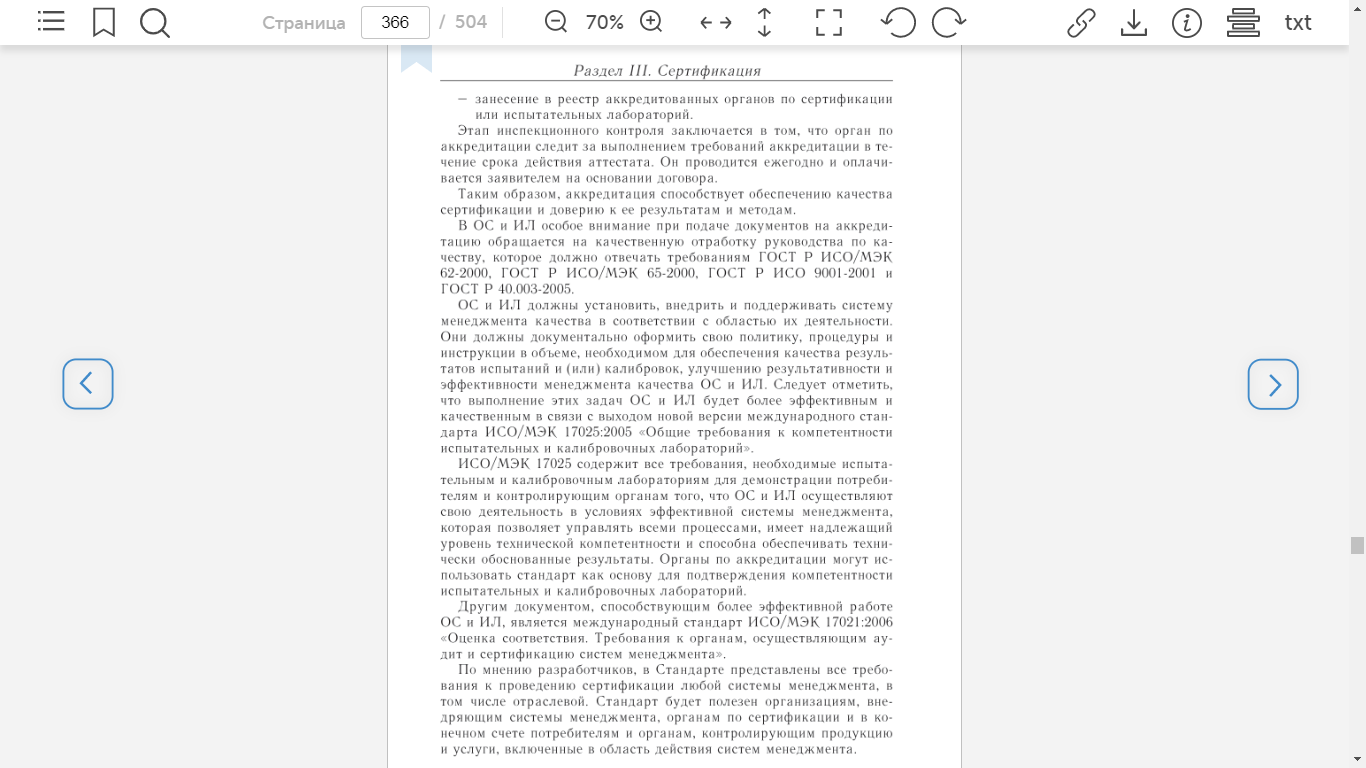 Страница 366 / 504 70% txt
Раздел III. Сертификация
— занесение в реестр аккредитованных органов по сертификации
или испытательных лабораторий.
Этап инспекционного контроля заключается в том, что орган по
аккредитации следит за выполнением требований аккредитации в те-
чение срока действия аттестата. Он проводится ежегодно и оплачи-
вается заявителем на основании договора.
Таким образом, аккредитация способствует обеспечению качества
сертификации и доверию к ее результатам и методам.
В ОС и ИЛ особое внимание при подаче документов на аккреди-
тацию обращается на качественную отработку руководства по ка-
честву, которое должно отвечать требованиям ГОСТ Р ИСО/МЭК
62-2000, ГОСТ Р ИСО/МЭК 65-2000, ГОСТ Р ИСО 9001-2001 и
ГОСТ Р 40.003-2005.
ОС и ИЛ должны установить, внедрить и поддерживать систему
менеджмента качества в соответствии с областью их деятельности.
Они должны документально оформить свою политику, процедуры и
инструкции в объеме, необходимом для обеспечения качества резуль-
татов испытаний и (или) калибровок, улучшению результативности и
эффективности менеджмента качества ОС и ИЛ. Следует отметить,
что выполнение этих задач ОС и ИЛ будет более эффективным и
качественным в связи с выходом новой версии международного стан-
дарта ИСО/МЭК 17025:2005 «Общие требования к компетентности
испытательных и калибровочных лабораторий».
ИСО/МЭК 17025 содержит все требования, необходимые испыта-
тельным и калибровочным лабораториям для демонстрации потреби-
телям и контролирующим органам того, что ОС и ИЛ осуществляют
свою деятельность в условиях эффективной системы менеджмента,
которая позволяет управлять всеми процессами, имеет надлежащий
уровень технической компетентности и способна обеспечивать техни-
чески обоснованные результаты. Органы по аккредитации могут ис-
пользовать стандарт как основу для подтверждения компетентности
испытательных и калибровочных лабораторий.
Другим документом, способствующим более эффективной работе
ОС и ИЛ, является международный стандарт ИСО/МЭК 17021:2006
«Оценка соответствия. Требования к органам, осуществляющим ау-
дит и сертификацию систем менеджмента».
По мнению разработчиков, в Стандарте представлены все требо-
вания к проведению сертификации любой системы менеджмента, в
том числе отраслевой. Стандарт будет полезен организациям, вне-
дряющим системы менеджмента, органам по сертификации и в ко-
нечном счете потребителям и органам, контролирующим продукцию
и услуги, включенные в область действия систем менеджмента.